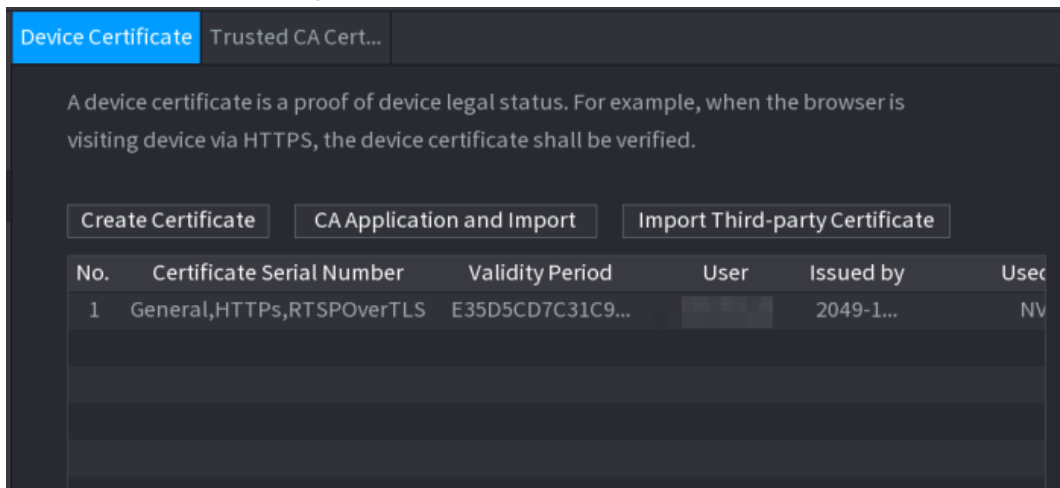 Device Certificate Trusted CA Cert...
A device certificate is a proof of device legal status. For example, when the browser is
visiting device via HTTPS, the device certificate shall be verified.
Create Certificate CA Application and Import Import Third-party Certificate
No. Certificate Serial Number Validity Period User Issued by Used
1 General,HTTPs,RTSPOverTLS E35D5CD7C31C9... 2049-1... NV